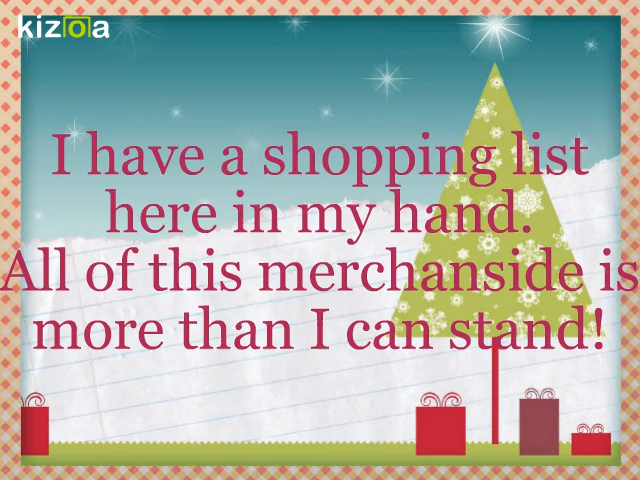 kizoa
I have a shopping list
here in my hand.
All of this merchanside is
more than I can stand!